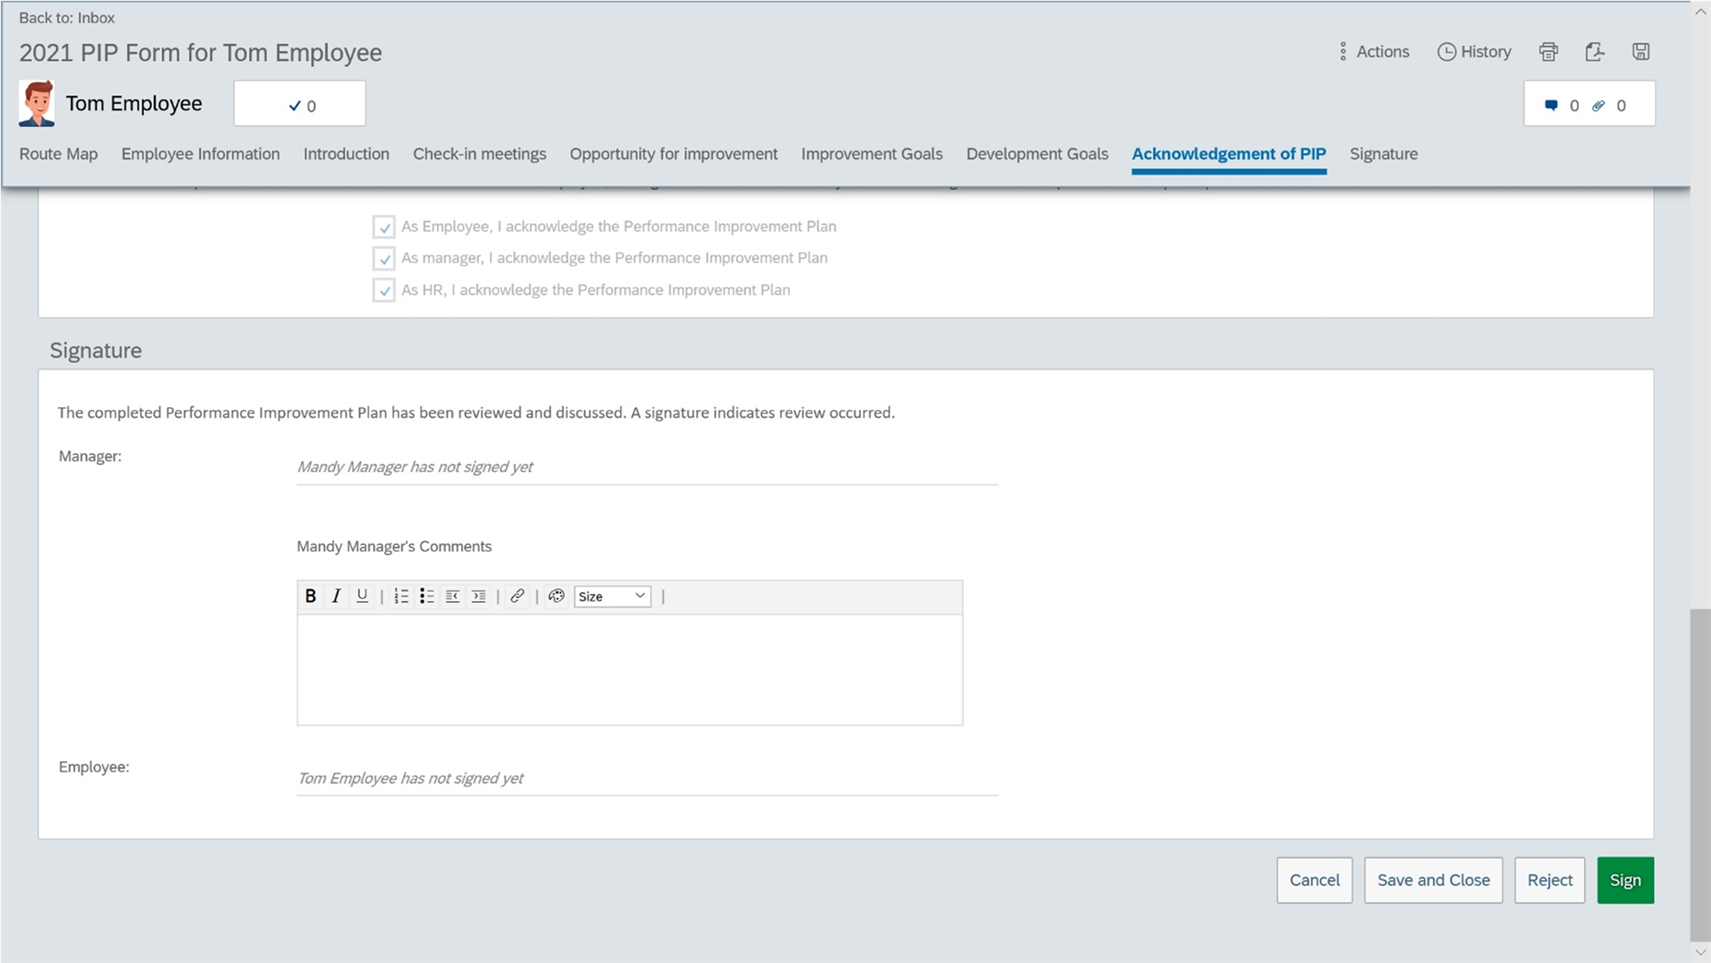 Back to: Inbox
2021 PIP Form for Tom Employee
Actions
History
Tom Employee
0
0
0
Route Map
Employee Information
Introduction
Check-in meetings
Opportunity for improvement
Improvement Goals
Development Goals
Acknowledgement of PIP
Signature
As Employee, I acknowledge the Performance Improvement Plan
As manager, I acknowledge the Performance Improvement Plan
As HR, I acknowledge the Performance Improvement Plan
Signature
The completed Performance Improvement Plan has been reviewed and discussed. A signature indicates review occurred.
Manager:
Mandy Manager has not signed yet
Mandy Manager's Comments
B I U
Size
Employee:
Tom Employee has not signed yet
Cancel
Save and Close
Reject
Sign